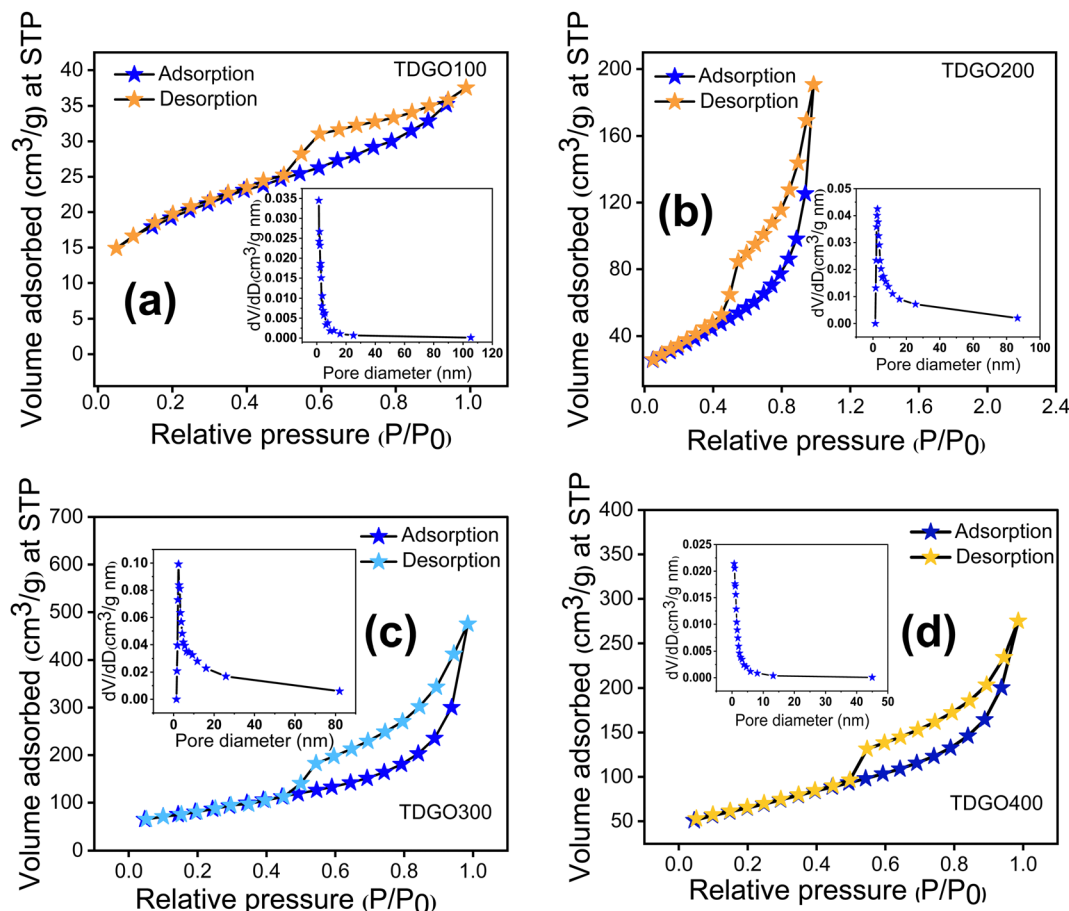 Volume adsorbed (cm³/g) at STP
40
35
30
25
20
15
10
5
0
Adsorption
Desorption
TDGO100
(a)
dV/dD(cm³/g nm)
0.035
0.030
0.025
0.020
0.015
0.010
0.005
0.000
0 20 40 60 80 100 120
Pore diameter (nm)
0.0 0.2 0.4 0.6 0.8 1.0
Relative pressure (P/P0)
Volume adsorbed (cm³/g) at STP
200
160
120
80
40
Adsorption
Desorption
TDGO200
(b)
dV/dD(cm³/g nm)
0.05
0.04
0.03
0.02
0.01
0.00
0 20 40 60 80 100
Pore diameter (nm)
0.0 0.4 0.8 1.2 1.6 2.0 2.4
Relative pressure (P/P0)
Volume adsorbed (cm³/g) at STP
700
600
500
400
300
200
100
0
Adsorption
Desorption
dV/dD(cm³/g nm)
0.10
0.08
0.06
0.04
0.02
0.00
0 20 40 60 80
Pore diameter (nm)
(c)
TDGO300
0.0 0.2 0.4 0.6 0.8 1.0
Relative pressure (P/P0)
Volume adsorbed (cm³/g) at STP
400
350
300
250
200
150
100
50
Adsorption
Desorption
dV/dD(cm³/g nm)
0.025
0.020
0.015
0.010
0.005
0.000
0 10 20 30 40 50
Pore diameter (nm)
(d)
TDGO400
0.0 0.2 0.4 0.6 0.8 1.0
Relative pressure (P/P0)